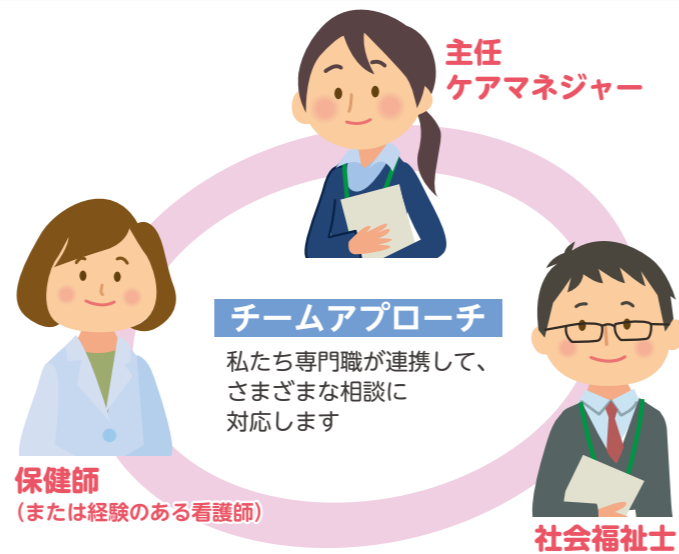 主任
ケアマネジャー
チームアプローチ
私たち専門職が連携して、
さまざまな相談に
対応します
保健師
（または経験のある看護師）
社会福祉士